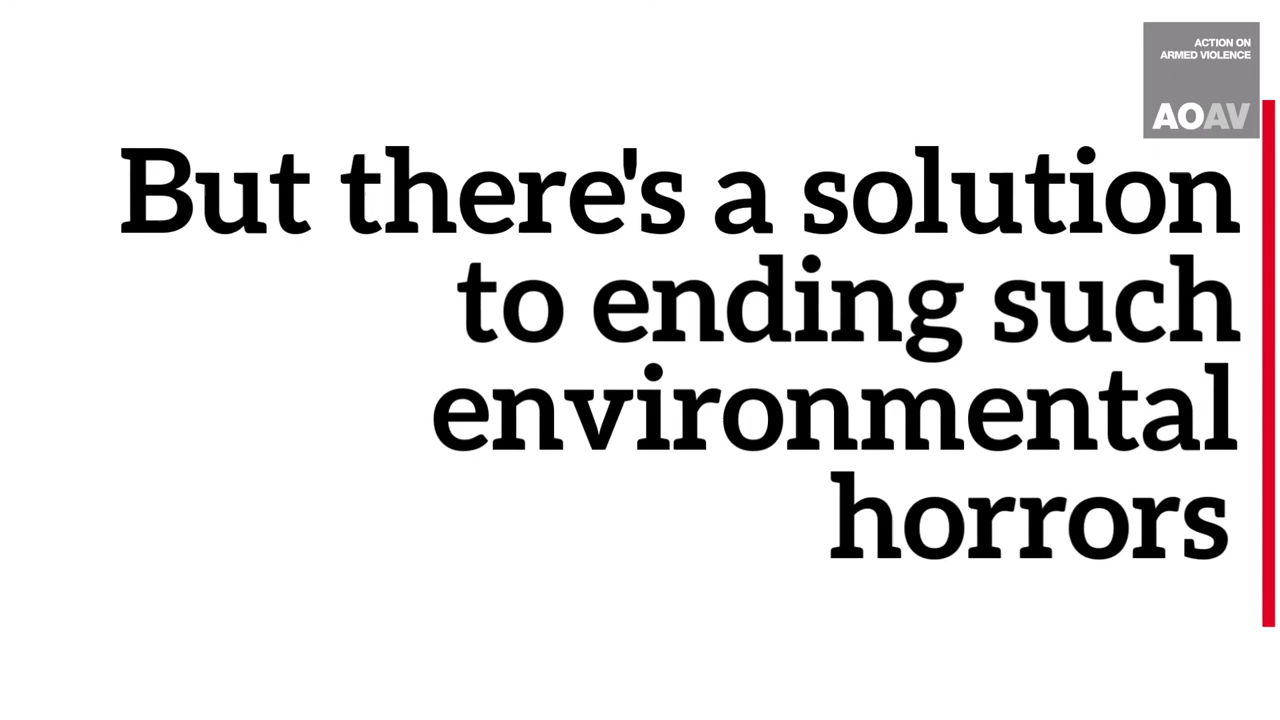 ACTION ON
ARMED VIOLENCE
AOAV
But there's a solution
to ending such
environmental
horrors